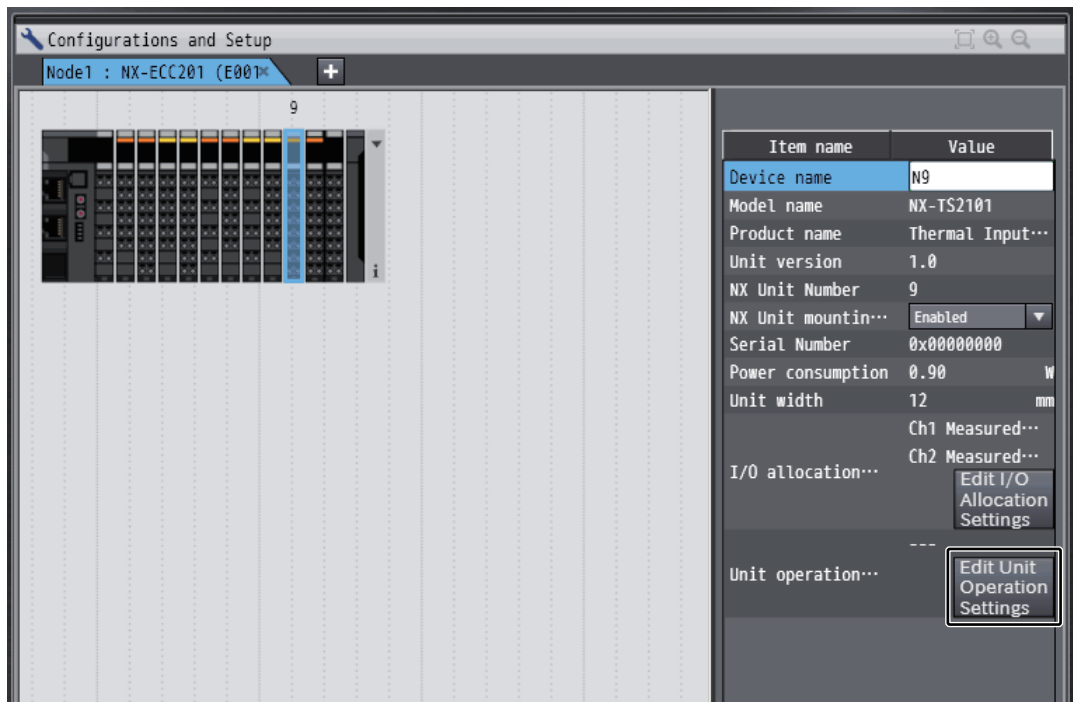 Configurations and Setup
Node1 : NX-ECC201 (E001
9
Item name Value
Device name N9
Model name NX-TS2101
Product name Thermal Input…
Unit version 1.0
NX Unit Number 9
NX Unit mountin… Enabled
Serial Number 0x00000000
Power consumption 0.90 W
Unit width 12 mm
Ch1 Measured…
Ch2 Measured…
I/O allocation…
Edit I/O
Allocation
Settings
---
Unit operation…
Edit Unit
Operation
Settings
i